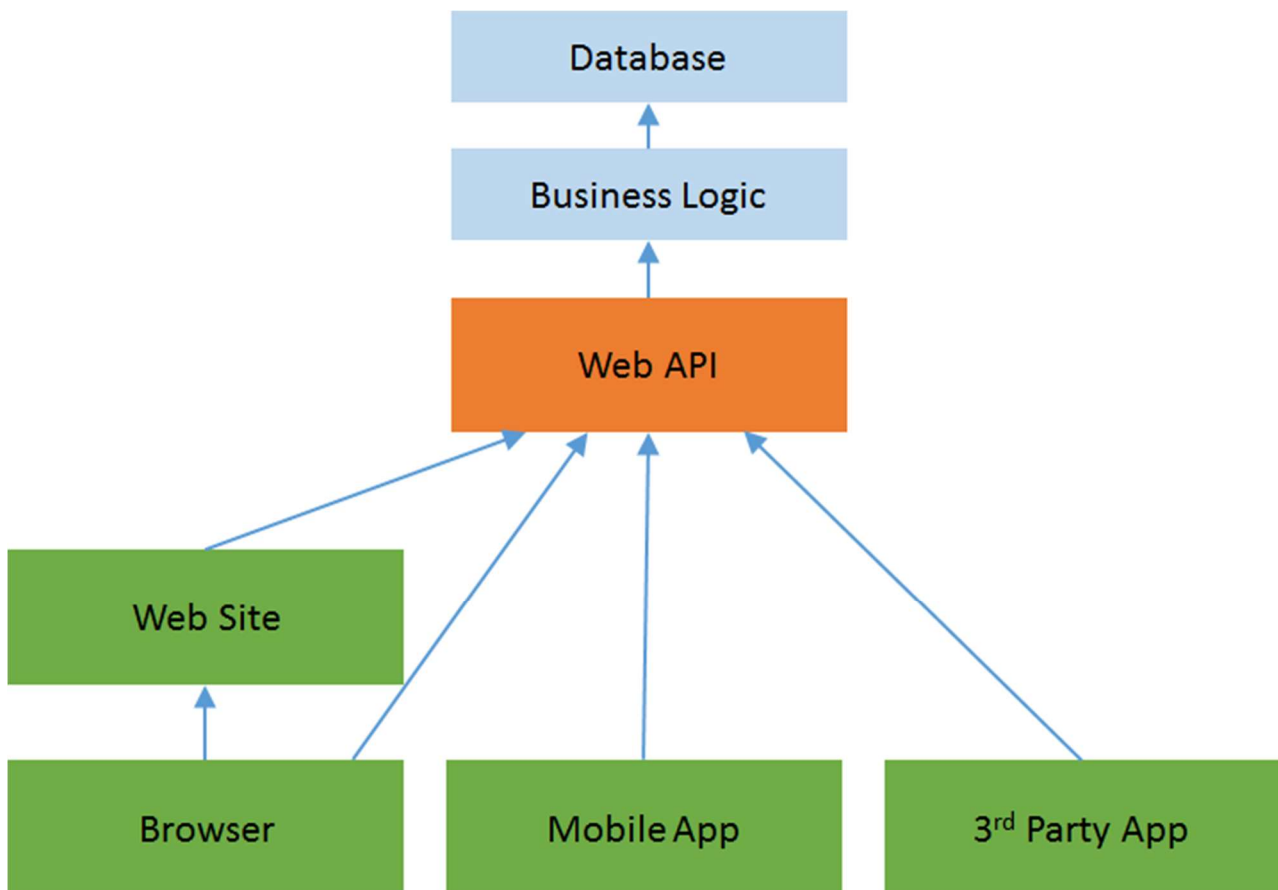 Database
Business Logic
Web API
Web Site
Browser
Mobile App
3rd Party App